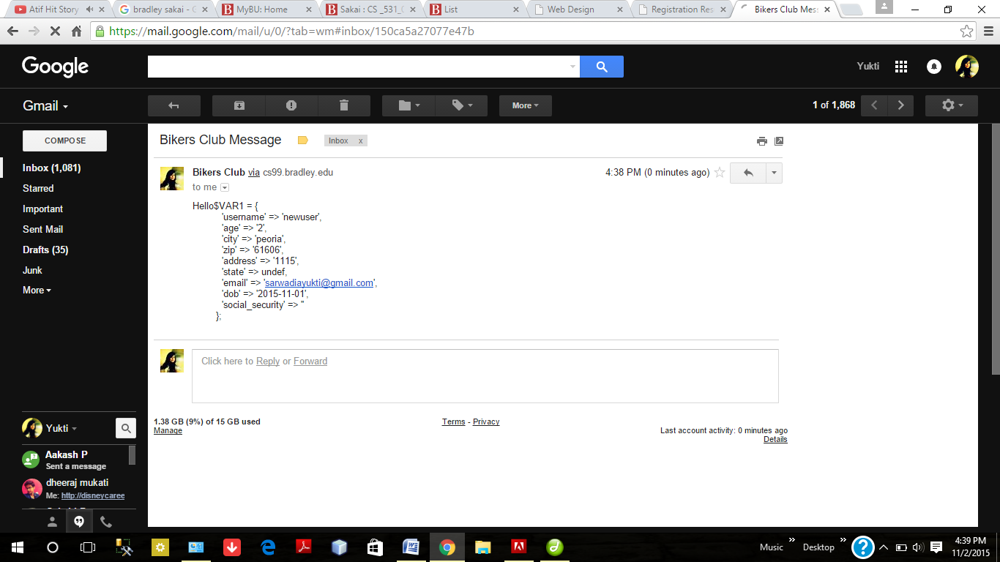 Atif Hit Story
bradley sakai - G
MyBU: Home
Sakai : CS _531_0
List
Web Design
Registration Res
Bikers Club Mess
https://mail.google.com/mail/u/0/?tab=wm#inbox/150ca5a27077e47b
Google
Yukti
Gmail
More
1 of 1,868
COMPOSE
Inbox (1,081)
Starred
Important
Sent Mail
Drafts (35)
Junk
More
Bikers Club Message
Inbox x
Bikers Club via cs99.bradley.edu
4:38 PM (0 minutes ago)
to me
Hello$VAR1 = {
'username' => 'newuser',
'age' => '2',
'city' => 'peoria',
'zip' => '61606',
'address' => '1115',
'state' => undef,
'email' => 'sarwadiayukti@gmail.com',
'dob' => '2015-11-01',
'social_security' => ''
};
Click here to Reply or Forward
1.38 GB (9%) of 15 GB used
Manage
Terms - Privacy
Last account activity: 0 minutes ago
Details
Yukti
Aakash P
Sent a message
dheeraj mukati
Me: http://disneycaree
Music
Desktop
4:39 PM
11/2/2015